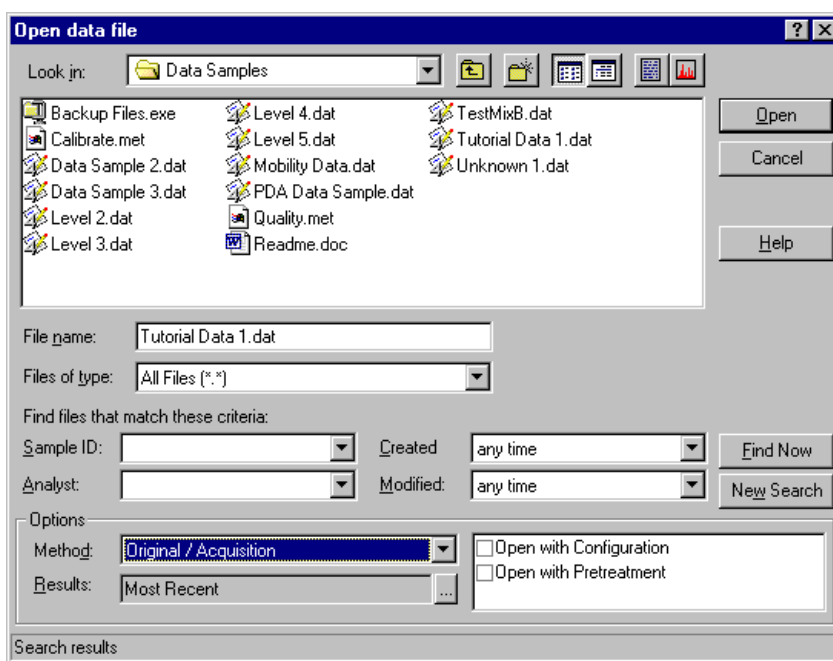 Open data file
Look in: Data Samples
Backup Files.exe Level 4.dat TestMixB.dat
Calibrate.met Level 5.dat Tutorial Data 1.dat
Data Sample 2.dat Mobility Data.dat Unknown 1.dat
Data Sample 3.dat PDA Data Sample.dat
Level 2.dat Quality.met
Level 3.dat Readme.doc
Open
Cancel
Help
File name: Tutorial Data 1.dat
Files of type: All Files (*.*)
Find files that match these criteria:
Sample ID: Created any time Find Now
Analyst: Modified: any time New Search
Options
Method: Original / Acquisition
Results: Most Recent ...
Open with Configuration
Open with Pretreatment
Search results